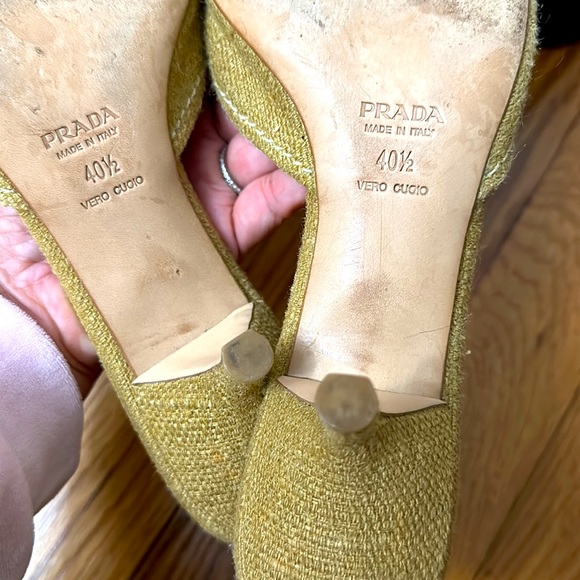 PRADA
MADE IN ITALY
40½
VERO CUOIO
PRADA
MADE IN ITALY
40½
VERO CUOIO